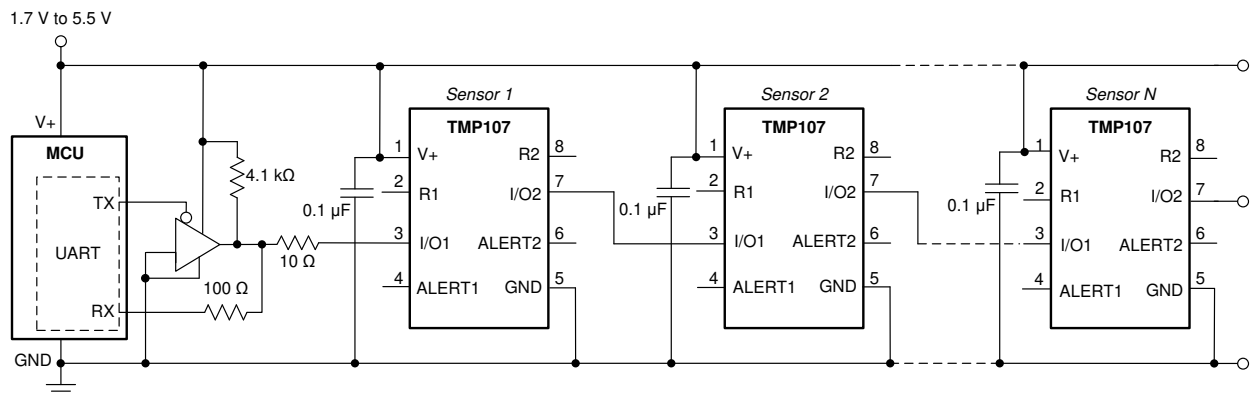 1.7 V to 5.5 V
V+
MCU
TX
UART
RX
GND
4.1 kΩ
10 Ω
100 Ω
0.1 µF
Sensor 1
TMP107
1
V+
R2
8
2
R1
I/O2
7
3
I/O1
ALERT2
6
4
ALERT1
GND
5
0.1 µF
Sensor 2
TMP107
1
V+
R2
8
2
R1
I/O2
7
3
I/O1
ALERT2
6
4
ALERT1
GND
5
0.1 µF
Sensor N
TMP107
1
V+
R2
8
2
R1
I/O2
7
3
I/O1
ALERT2
6
4
ALERT1
GND
5